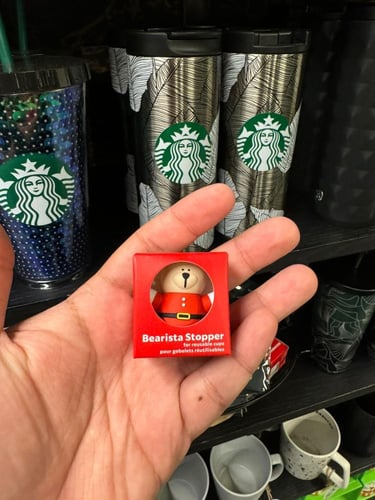 Bearista Stopper
for reusable cups
pour gobelets réutilisables